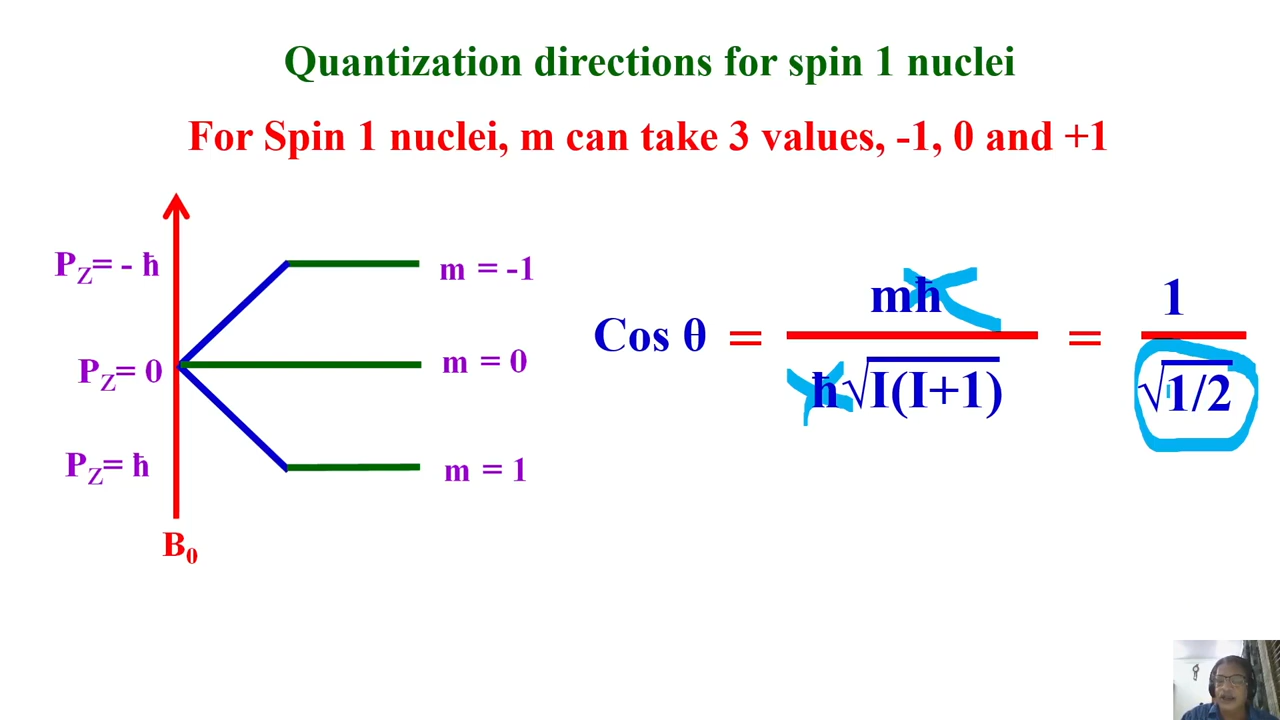 Quantization directions for spin 1 nuclei
For Spin 1 nuclei, m can take 3 values, -1, 0 and +1
PZ= - ħ
m = -1
PZ= 0
m = 0
PZ= ħ
m = 1
B0
Cos θ = mħ / ħ√I(I+1) = 1 / √1/2